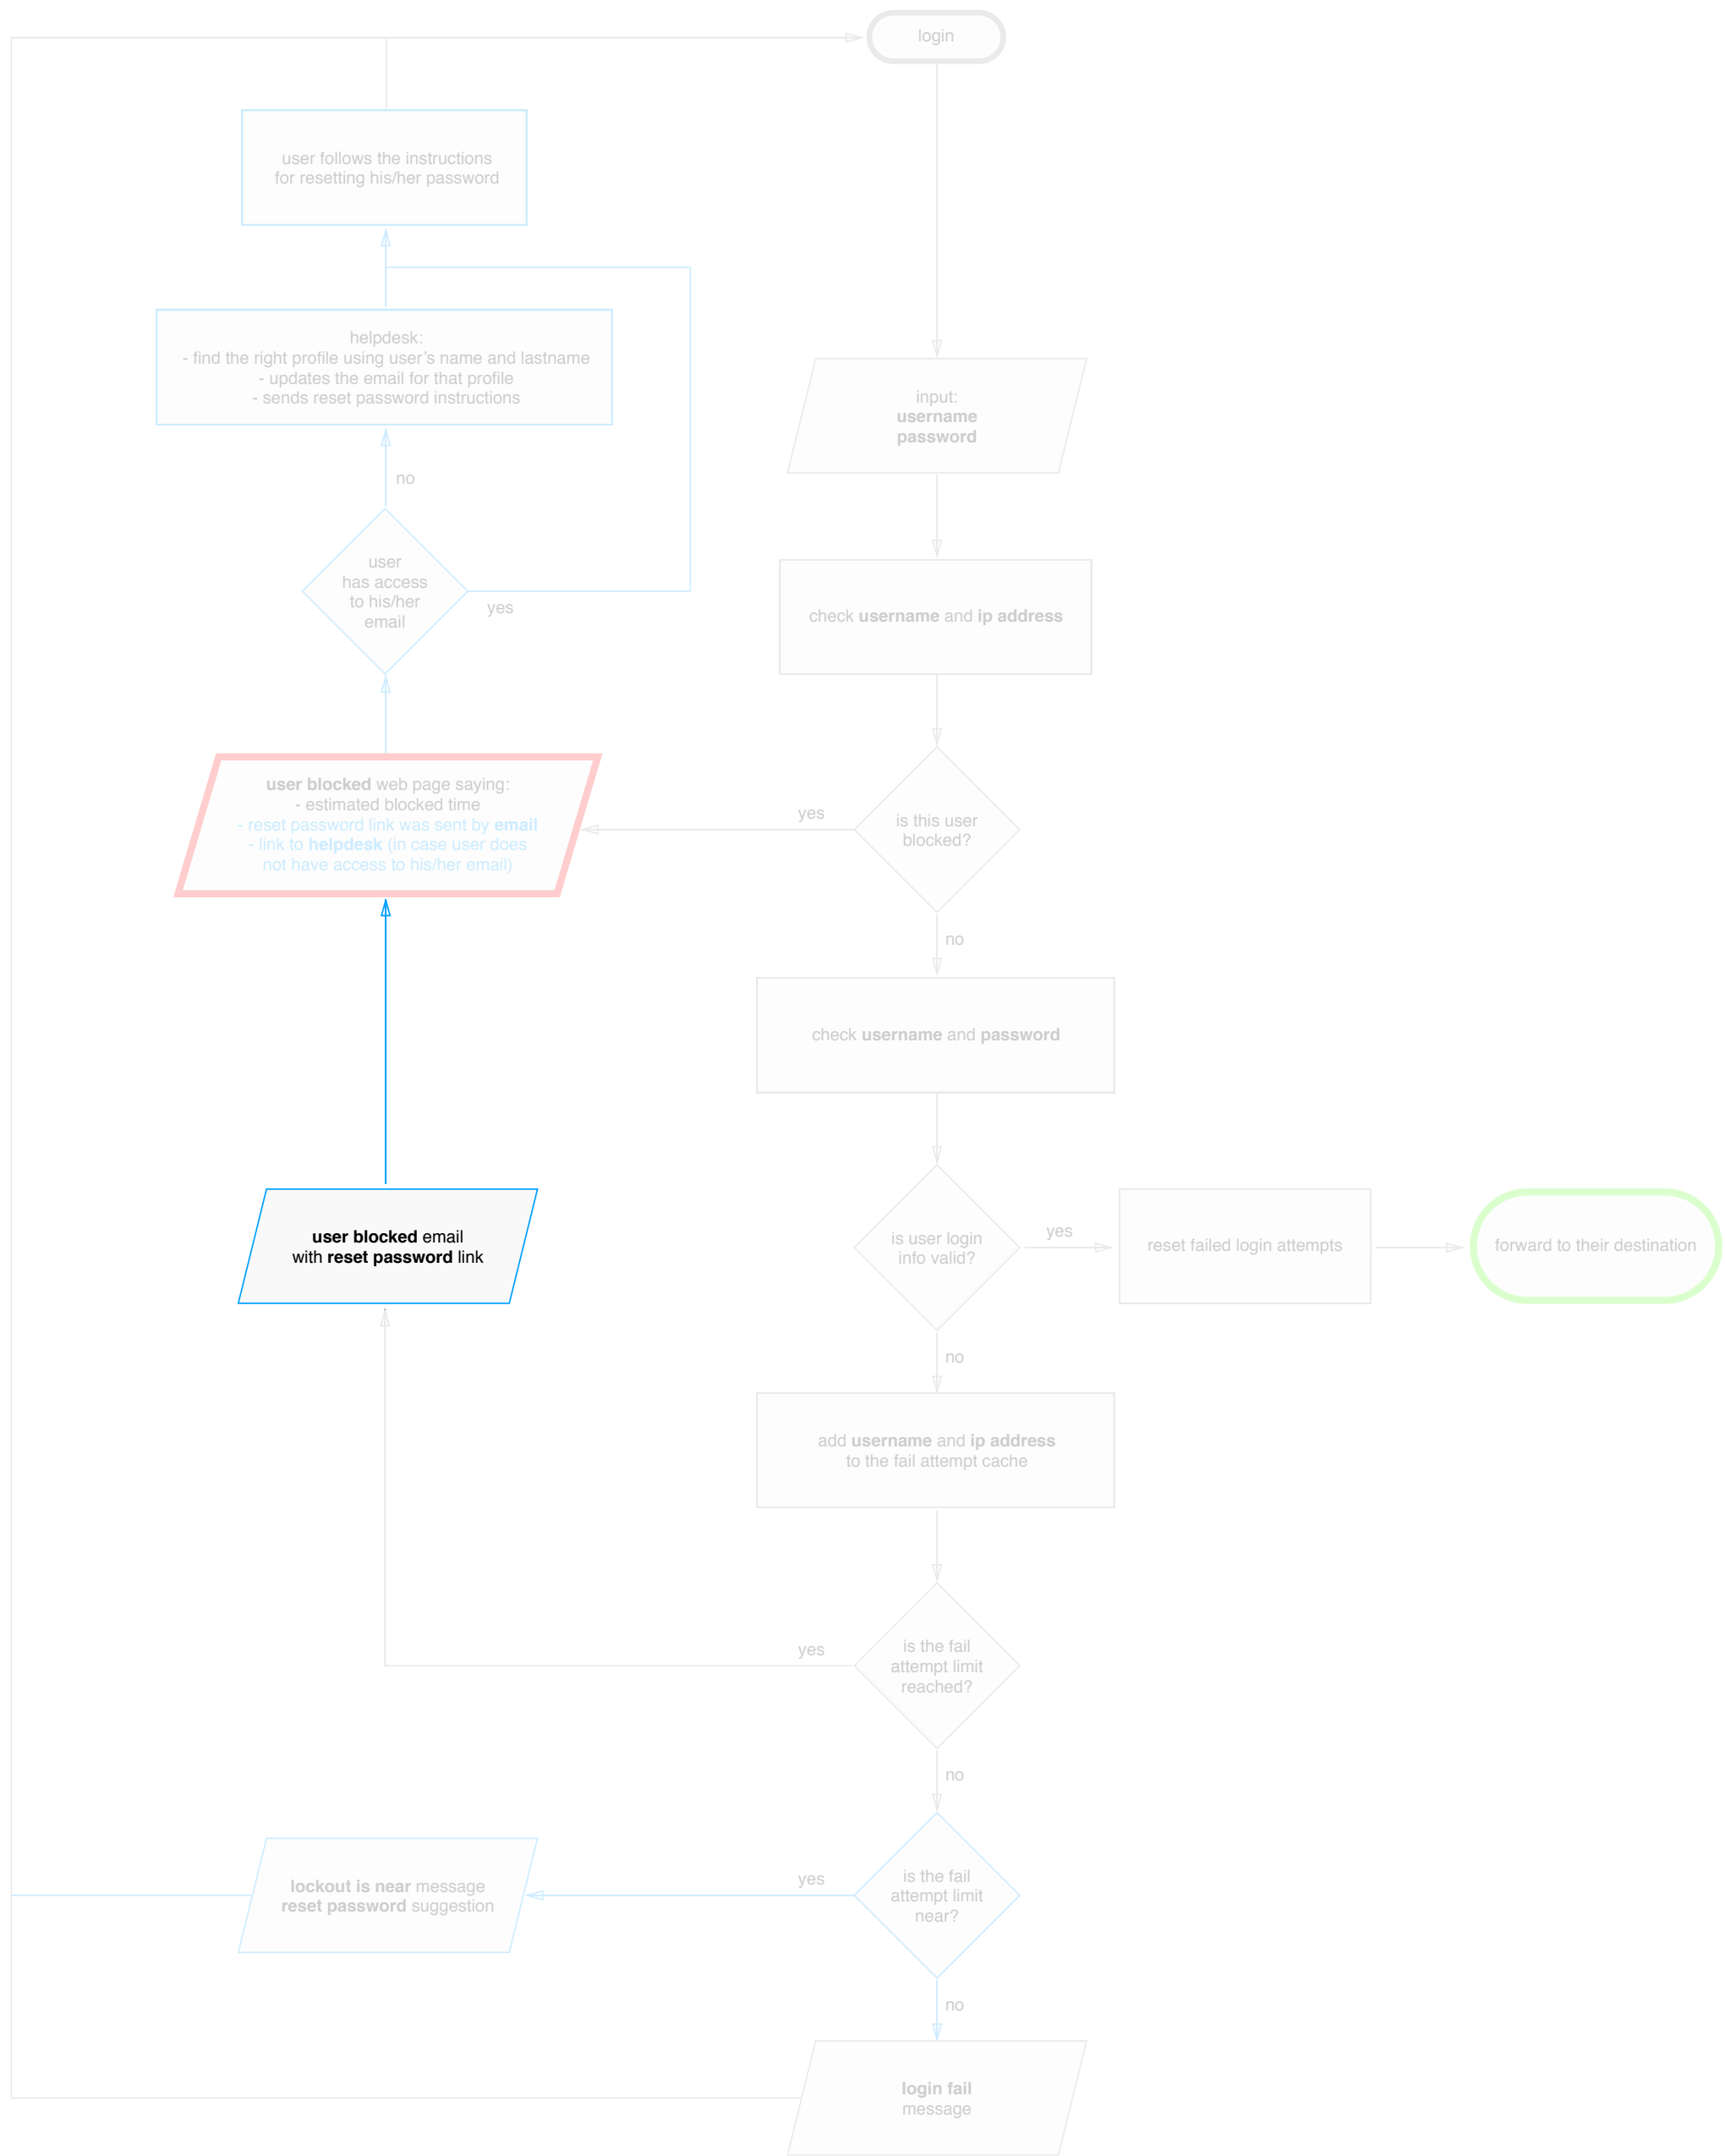 login
user follows the instructions
for resetting his/her password
helpdesk:
- find the right profile using user’s name and lastname
- updates the email for that profile
- sends reset password instructions
input:
username
password
no
user
has access
to his/her
email
yes
check username and ip address
user blocked web page saying:
- estimated blocked time
- reset password link was sent by email
- link to helpdesk (in case user does
not have access to his/her email)
yes
is this user
blocked?
no
check username and password
user blocked email
with reset password link
is user login
info valid?
yes
reset failed login attempts
forward to their destination
no
add username and ip address
to the fail attempt cache
yes
is the fail
attempt limit
reached?
no
lockout is near message
reset password suggestion
yes
is the fail
attempt limit
near?
no
login fail
message